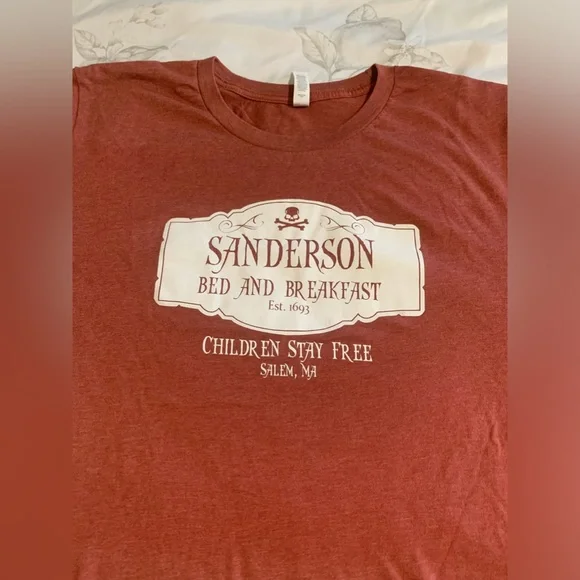 SANDERSON
BED AND BREAKFAST
Est. 1693
CHILDREN STAY FREE
SALEM, MA